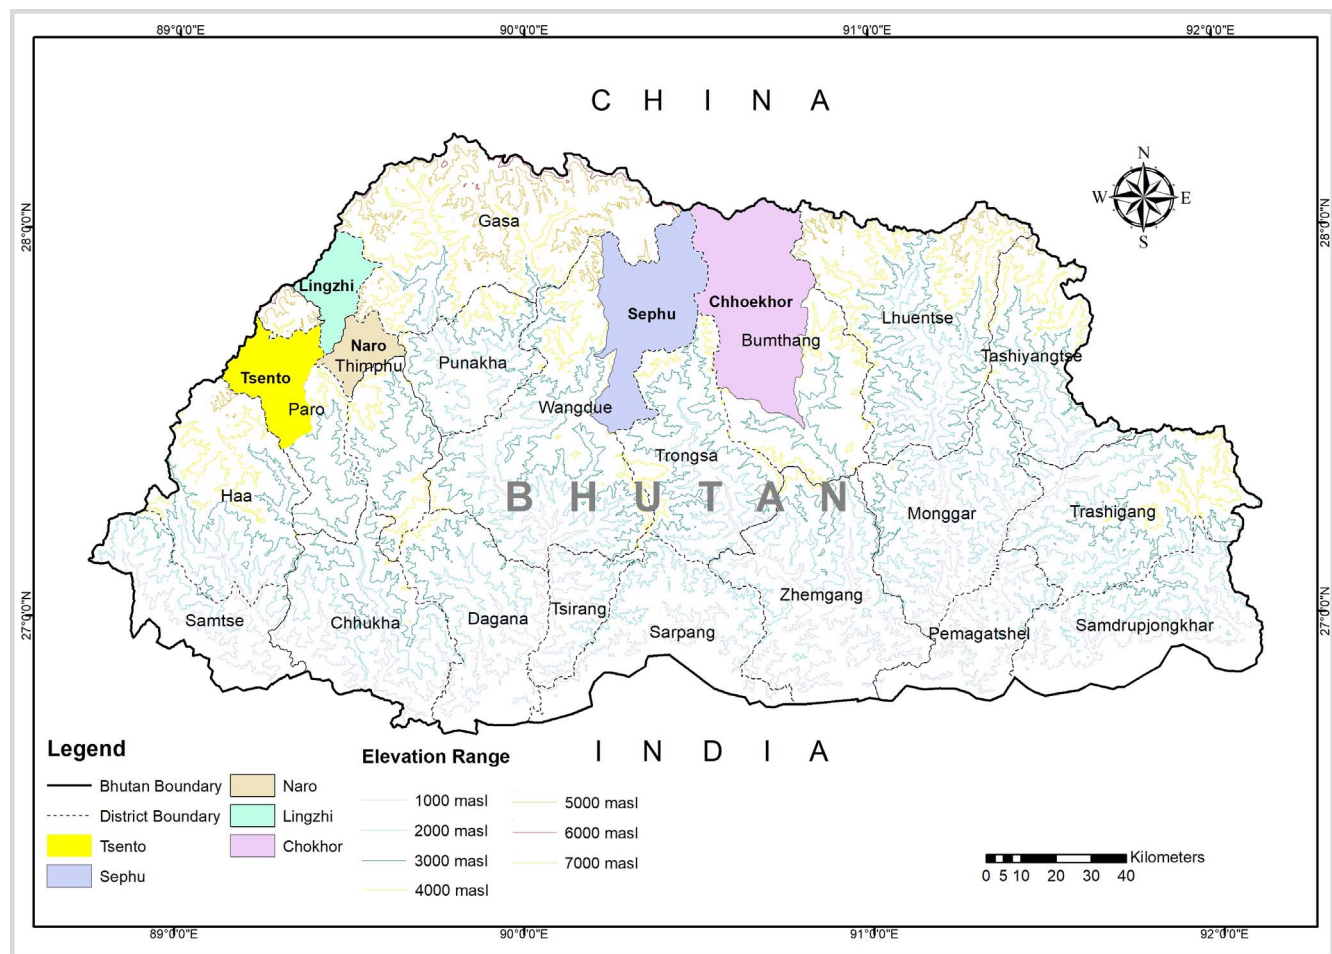 89°0'0"E 90°0'0"E 91°0'0"E 92°0'0"E
C H I N A
N
W E
S
28°0'0"N 28°0'0"N
Gasa
Lingzhi
Chhoekhor
Sephu
Lhuentse
Bumthang
Naro
Tashiyangtse
Thimphu
Punakha
Tsento
Paro
Wangdue
Trongsa
B H U T A N
Haa
Monggar
Trashigang
Zhemgang
Tsirang
27°0'0"N 27°0'0"N
Samtse
Chhukha
Dagana
Sarpang
Pemagatshel
Samdrupjongkhar
I N D I A
Legend
Bhutan Boundary
District Boundary
Tsento
Sephu
Naro
Lingzhi
Chokhor
Elevation Range
1000 masl
2000 masl
3000 masl
4000 masl
5000 masl
6000 masl
7000 masl
Kilometers
0 5 10 20 30 40
89°0'0"E 90°0'0"E 91°0'0"E 92°0'0"E